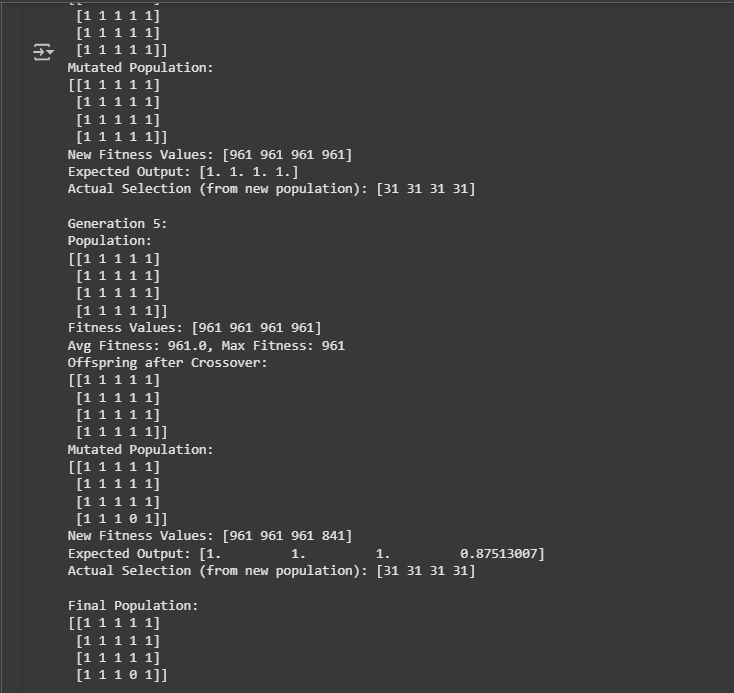 [[1 1 1 1 1]
 [1 1 1 1 1]
 [1 1 1 1 1]
 [1 1 1 1 1]]
Mutated Population:
[[1 1 1 1 1]
 [1 1 1 1 1]
 [1 1 1 1 1]
 [1 1 1 1 1]]
New Fitness Values: [961 961 961 961]
Expected Output: [1. 1. 1. 1.]
Actual Selection (from new population): [31 31 31 31]

Generation 5:
Population:
[[1 1 1 1 1]
 [1 1 1 1 1]
 [1 1 1 1 1]
 [1 1 1 1 1]]
Fitness Values: [961 961 961 961]
Avg Fitness: 961.0, Max Fitness: 961
Offspring after Crossover:
[[1 1 1 1 1]
 [1 1 1 1 1]
 [1 1 1 1 1]
 [1 1 1 1 1]]
Mutated Population:
[[1 1 1 1 1]
 [1 1 1 1 1]
 [1 1 1 1 1]
 [1 1 1 0 1]]
New Fitness Values: [961 961 961 841]
Expected Output: [1.         1.         1.         0.87513007]
Actual Selection (from new population): [31 31 31 31]

Final Population:
[[1 1 1 1 1]
 [1 1 1 1 1]
 [1 1 1 1 1]
 [1 1 1 0 1]]